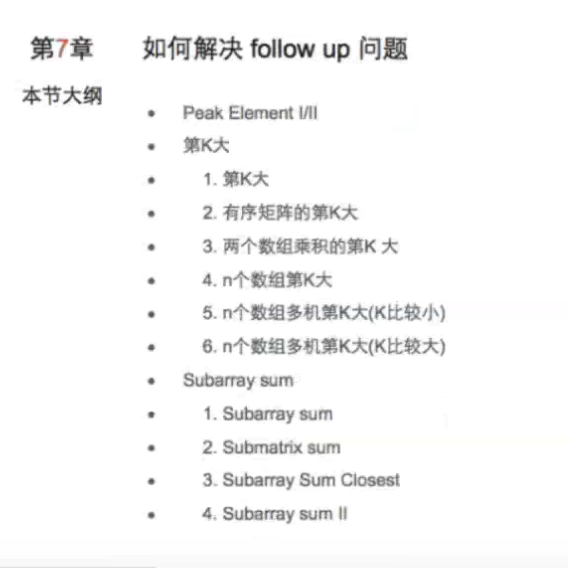 第7章 如何解决 follow up 问题
本节大纲
• Peak Element I/II
• 第K大
• 1. 第K大
• 2. 有序矩阵的第K大
• 3. 两个数组乘积的第K 大
• 4. n个数组第K大
• 5. n个数组多机第K大(K比较小)
• 6. n个数组多机第K大(K比较大)
• Subarray sum
• 1. Subarray sum
• 2. Submatrix sum
• 3. Subarray Sum Closest
• 4. Subarray sum II